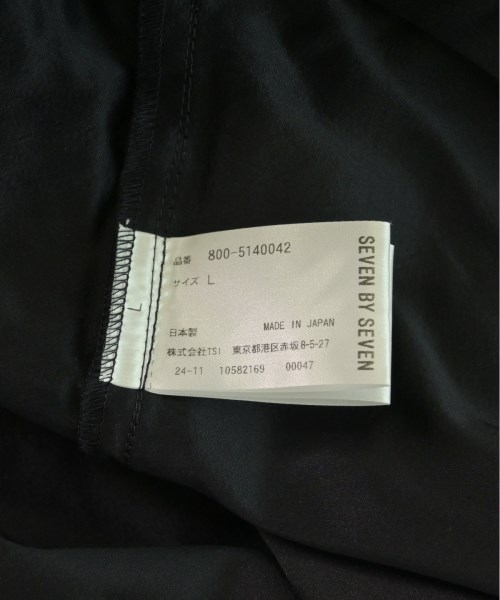 品番 800-5140042
サイズ L
日本製 MADE IN JAPAN
株式会社TSI 東京都港区赤坂8-5-27
24-11 10582169 00047
SEVEN BY SEVEN
L